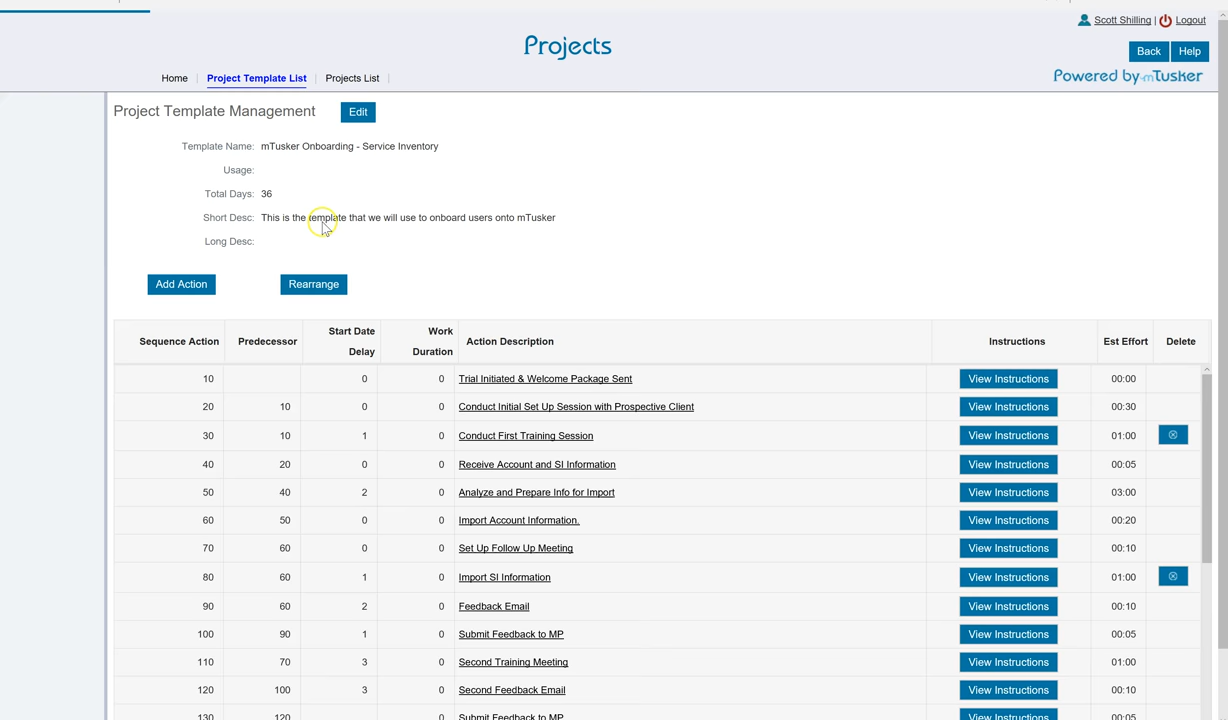 Scott Shilling | Logout
Projects
Back Help
Home Project Template List Projects List
Powered by mTusker
Project Template Management Edit
Template Name: mTusker Onboarding - Service Inventory
Usage:
Total Days: 36
Short Desc: This is the template that we will use to onboard users onto mTusker
Long Desc:
Add Action Rearrange
Sequence Action Predecessor Start Date Delay Work Duration Action Description Instructions Est Effort Delete
10 0 0 Trial Initiated & Welcome Package Sent View Instructions 00:00
20 10 0 0 Conduct Initial Set Up Session with Prospective Client View Instructions 00:30
30 10 1 0 Conduct First Training Session View Instructions 01:00
40 20 0 0 Receive Account and SI Information View Instructions 00:05
50 40 2 0 Analyze and Prepare Info for Import View Instructions 03:00
60 50 0 0 Import Account Information. View Instructions 00:20
70 60 0 0 Set Up Follow Up Meeting View Instructions 00:10
80 60 1 0 Import SI Information View Instructions 01:00
90 60 2 0 Feedback Email View Instructions 00:10
100 90 1 0 Submit Feedback to MP View Instructions 00:05
110 70 3 0 Second Training Meeting View Instructions 01:00
120 100 3 0 Second Feedback Email View Instructions 00:10
130 120 0 Submit Feedback to MP View Instructions 00:05